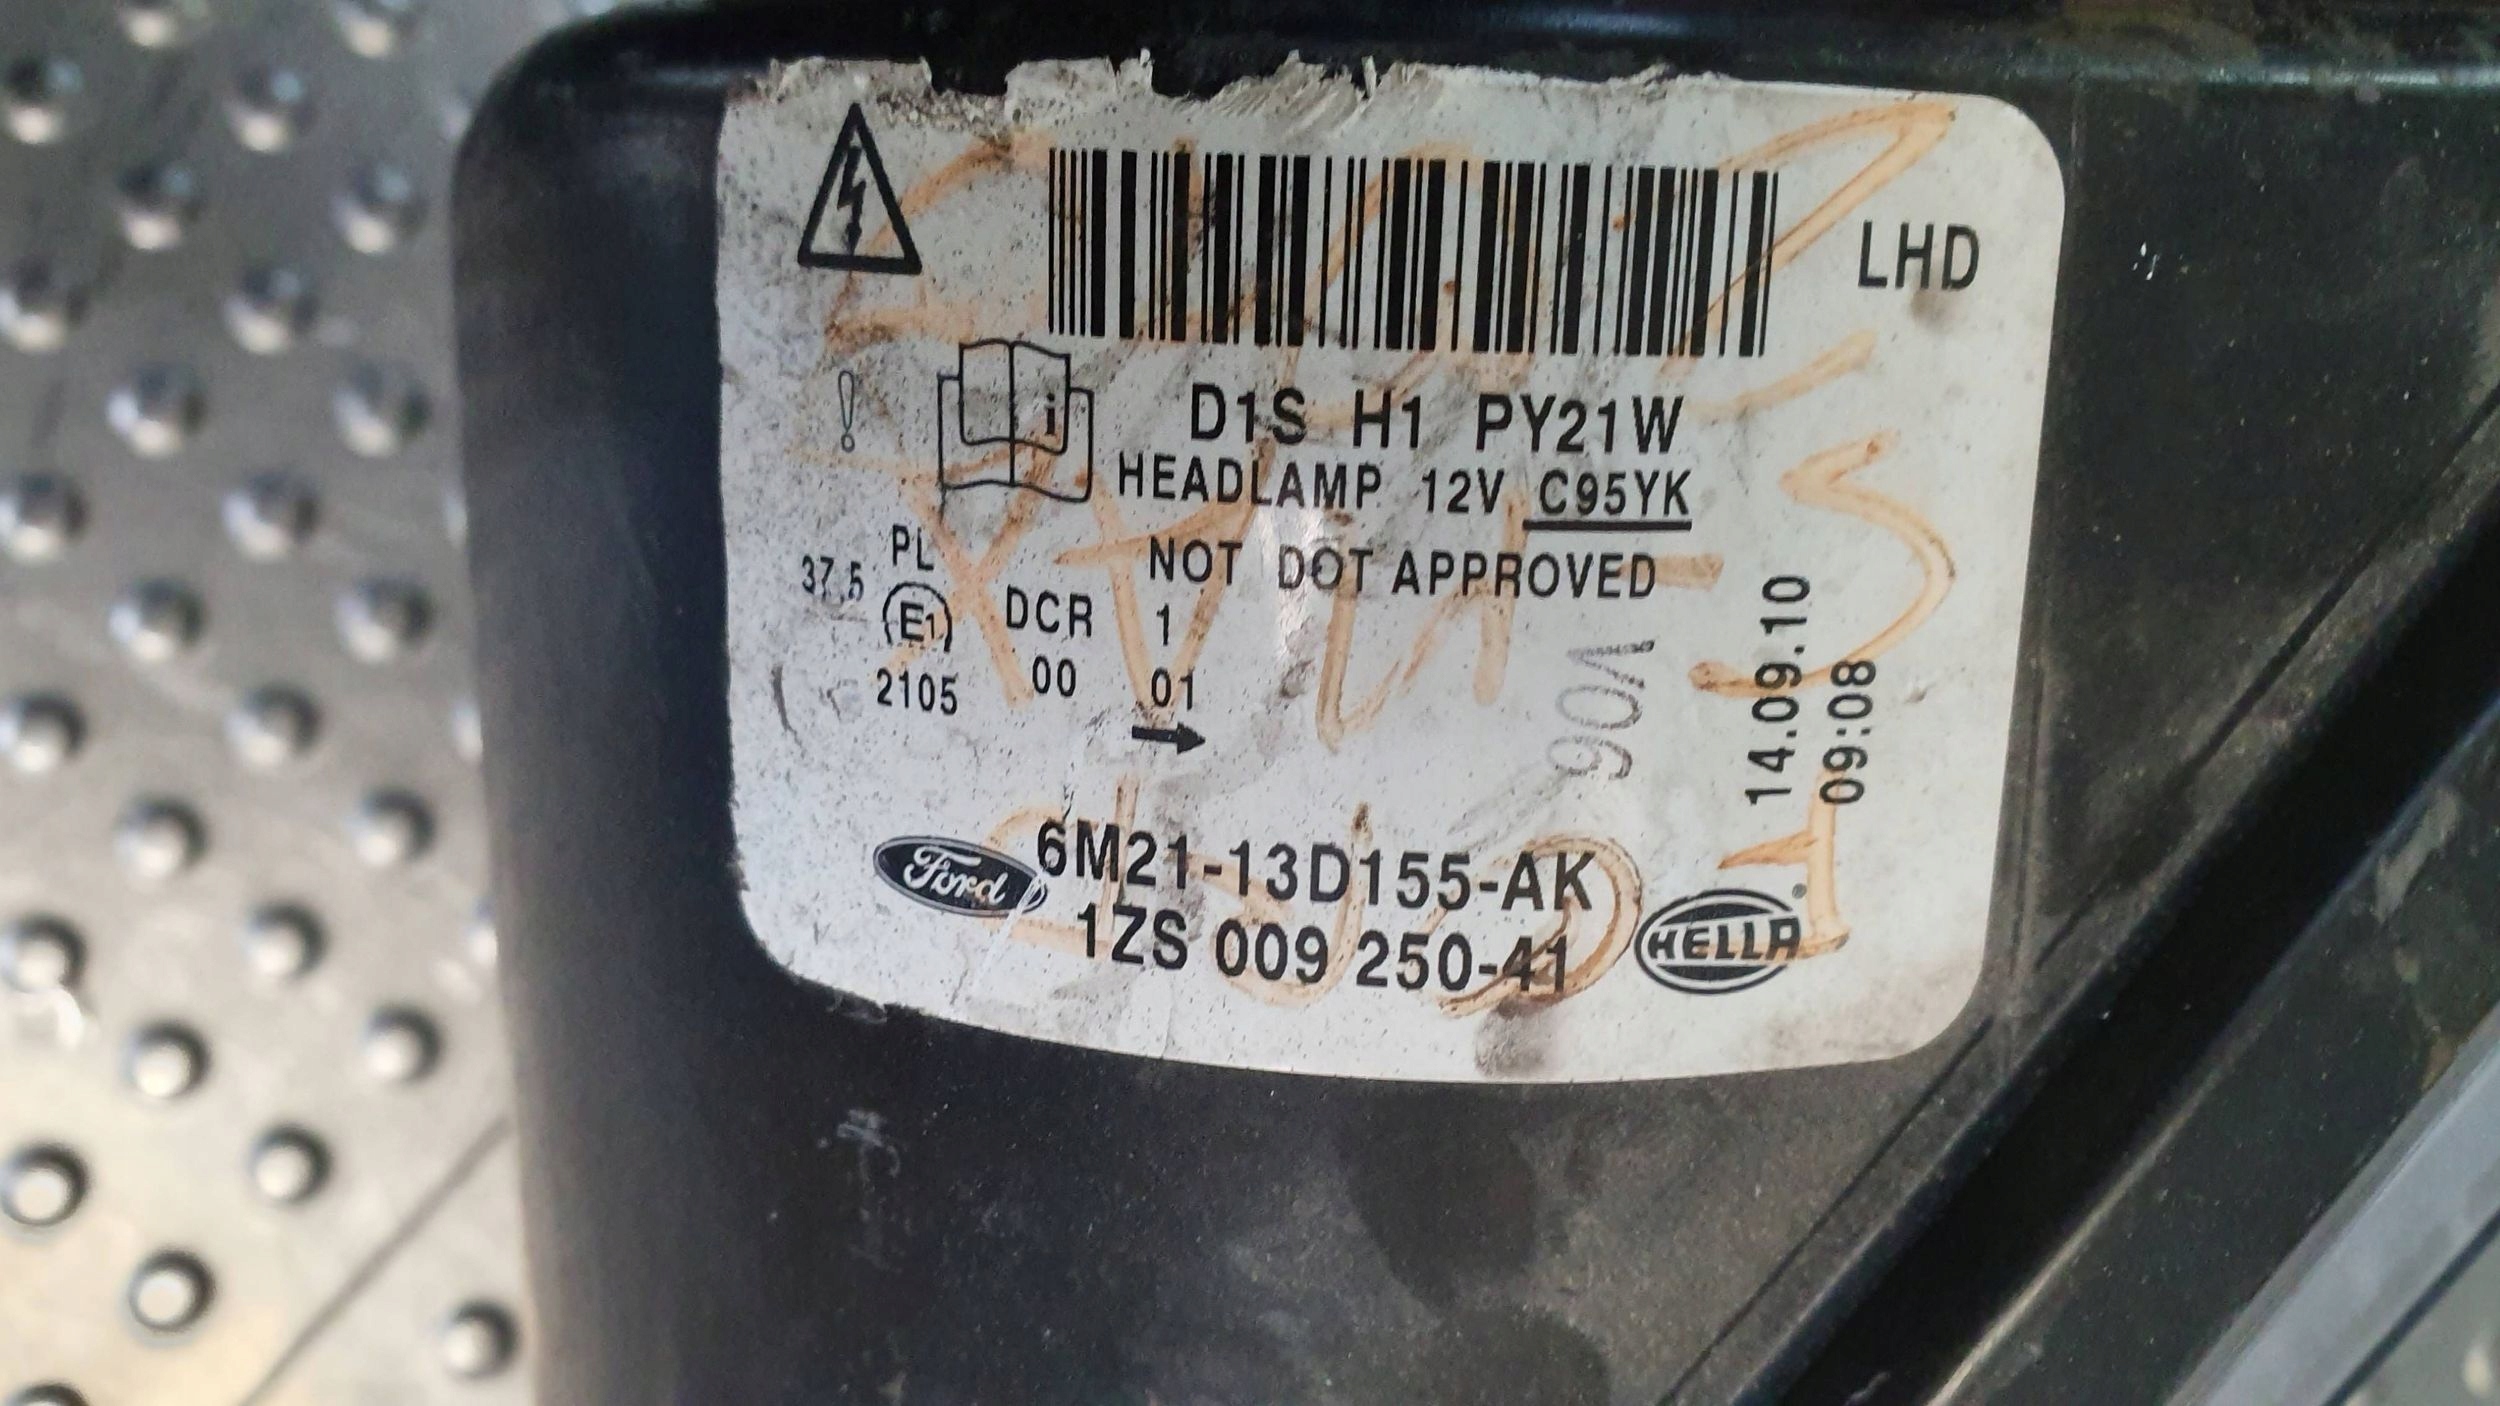 LHD
i
D1S H1 PY21W
HEADLAMP 12V C95YK
NOT DOT APPROVED
37.5 PL
E1 DCR 1
2105 00 01
90A
14.09.10
09:08
Ford 6M21-13D155-AK
1ZS 009 250-41 HELLA